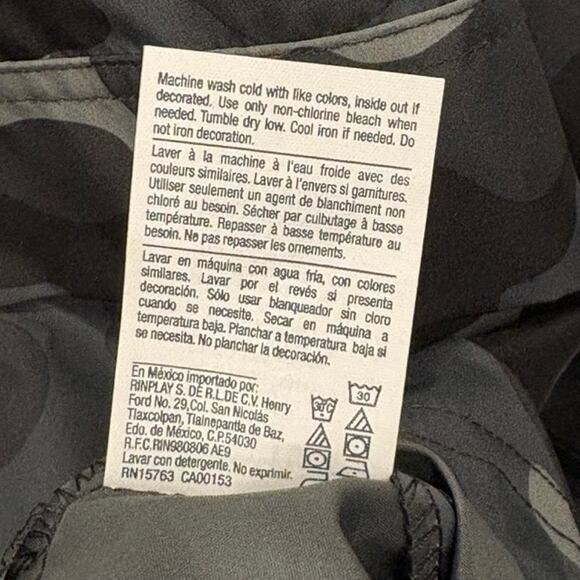 Machine wash cold with like colors, inside out if
decorated. Use only non-chlorine bleach when
needed. Tumble dry low. Cool iron if needed. Do
not iron decoration.
Laver à la machine à l'eau froide avec des
couleurs similaires. Laver à l'envers si garnitures.
Utiliser seulement un agent de blanchiment non
chloré au besoin. Sécher par culbutage à basse
température. Repasser à basse température au
besoin. Ne pas repasser les ornements.
Lavar en máquina con agua fría, con colores
similares. Lavar por el revés si presenta
decoración. Sólo usar blanqueador sin cloro
cuando se necesite. Secar en máquina a
temperatura baja. Planchar a temperatura baja si
se necesita. No planchar la decoración.
En México importado por:
RINPLAY S. DE R.L.DE C.V. Henry
Ford No. 29,Col. San Nicolás
Tlaxcolpan, Tlalnepantla de Baz,
Edo. de México, C.P.54030
R.F.C.RIN980806 AE9
Lavar con detergente. No exprimir.
RN15763 CA00153
30°C
30